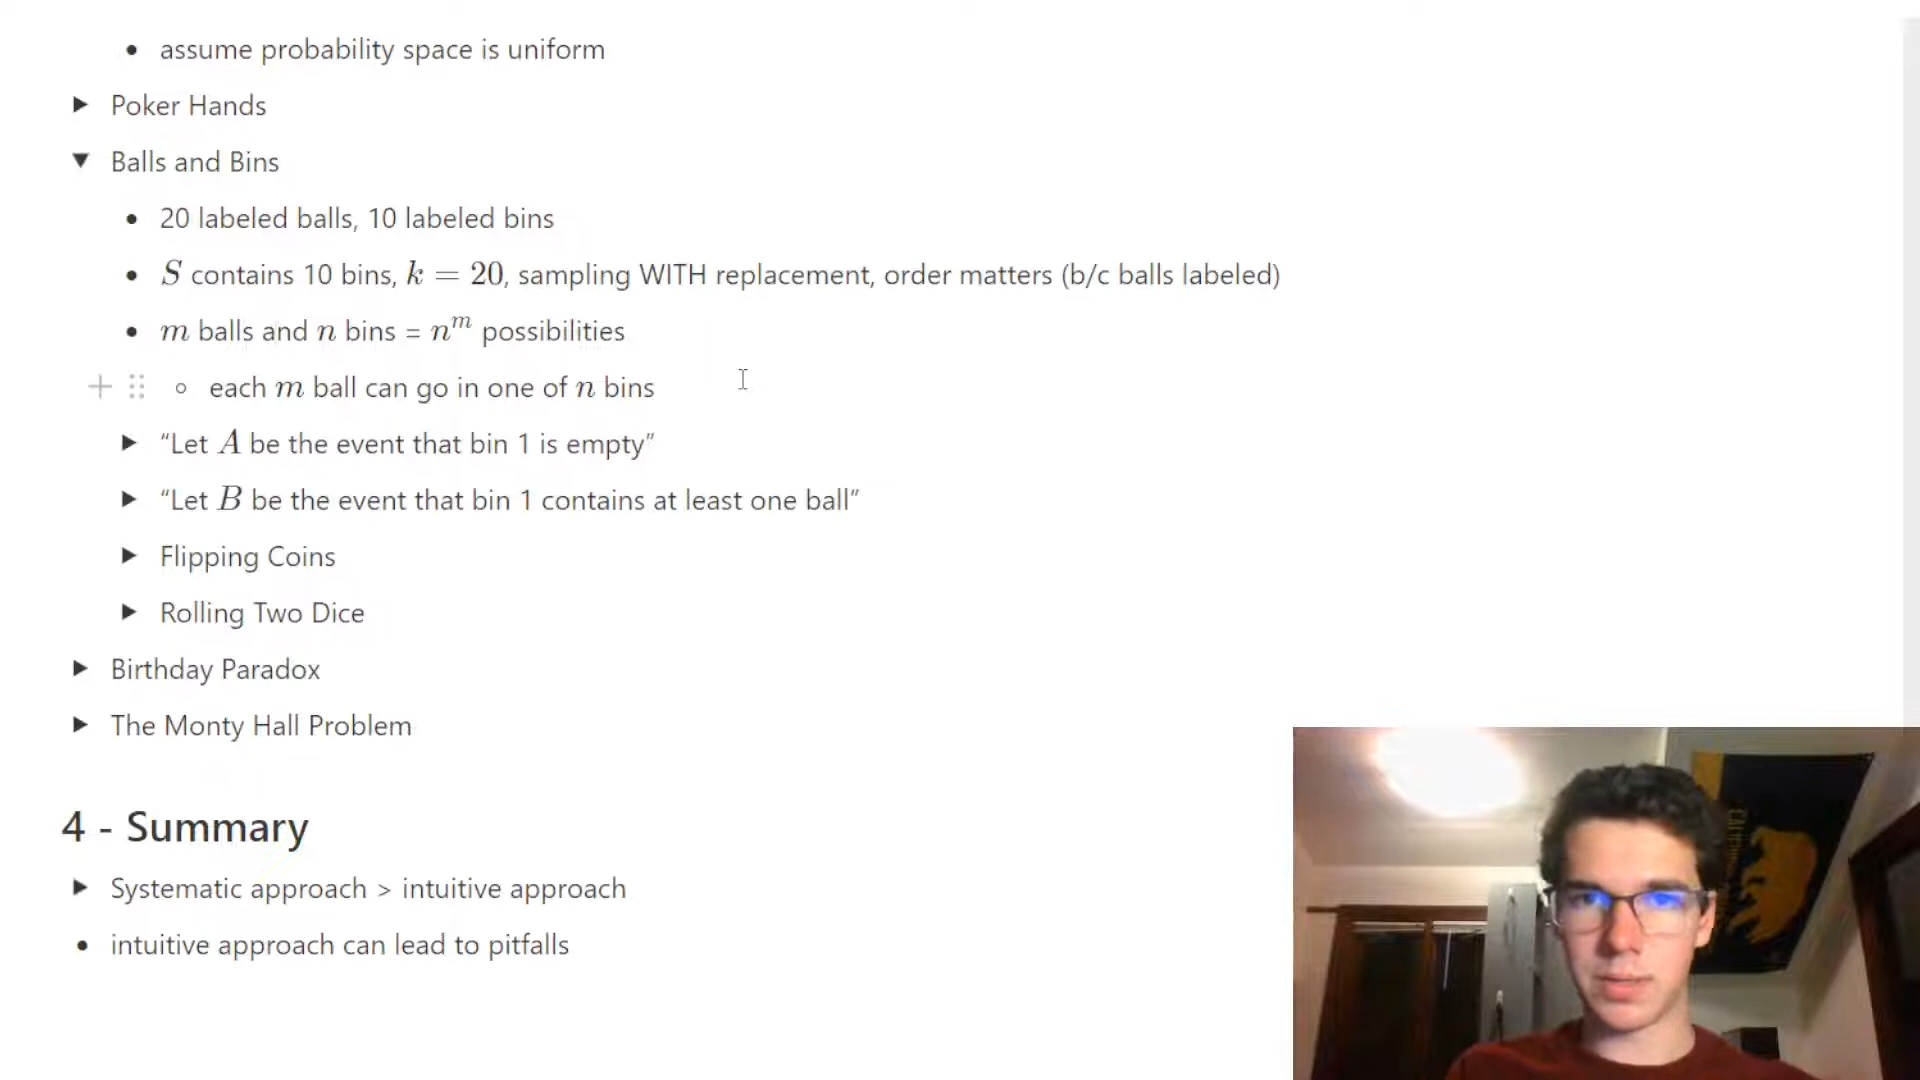 • assume probability space is uniform
▶ Poker Hands
▼ Balls and Bins
• 20 labeled balls, 10 labeled bins
• S contains 10 bins, k = 20, sampling WITH replacement, order matters (b/c balls labeled)
• m balls and n bins = n^m possibilities
◦ each m ball can go in one of n bins
▶ “Let A be the event that bin 1 is empty”
▶ “Let B be the event that bin 1 contains at least one ball”
▶ Flipping Coins
▶ Rolling Two Dice
▶ Birthday Paradox
▶ The Monty Hall Problem
4 - Summary
▶ Systematic approach > intuitive approach
• intuitive approach can lead to pitfalls